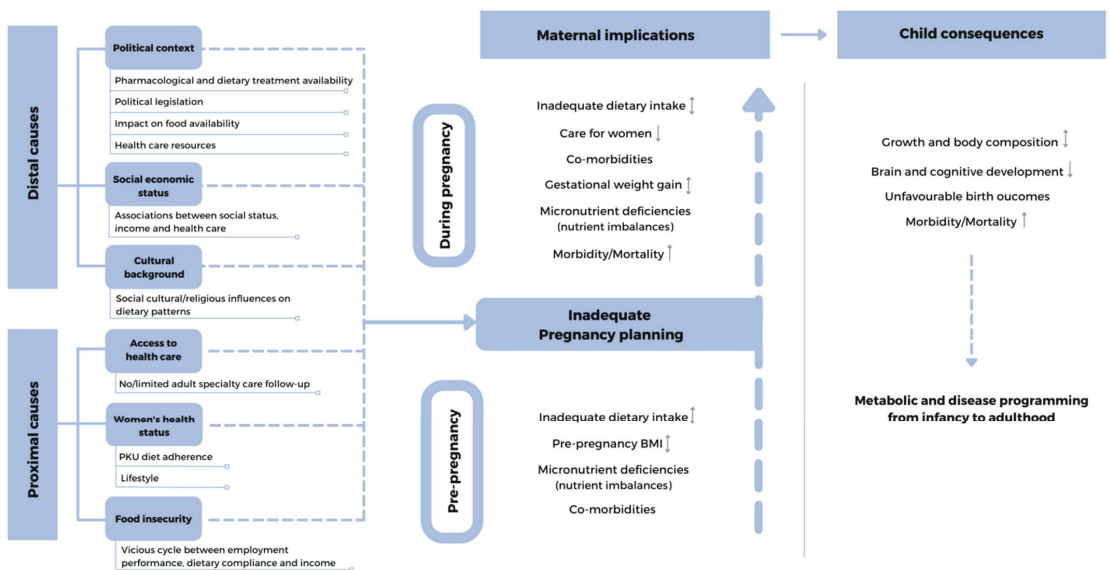 Distal causes
Political context
Pharmacological and dietary treatment availability
Political legislation
Impact on food availability
Health care resources
Social economic
status
Associations between social status,
income and health care
Cultural
background
Social cultural/religious influences on
dietary patterns
Proximal causes
Access to
health care
No/limited adult specialty care follow-up
Women's health
status
PKU diet adherence
Lifestyle
Food insecurity
Vicious cycle between employment
performance, dietary compliance and income
Maternal implications
During pregnancy
Inadequate dietary intake ↕
Care for women ↓
Co-morbidities
Gestational weight gain ↕
Micronutrient deficiencies
(nutrient imbalances)
Morbidity/Mortality ↑
Inadequate
Pregnancy planning
Pre-pregnancy
Inadequate dietary intake ↕
Pre-pregnancy BMI ↕
Micronutrient deficiencies
(nutrient imbalances)
Co-morbidities
Child consequences
Growth and body composition ↕
Brain and cognitive development ↓
Unfavourable birth oucomes
Morbidity/Mortality ↑
Metabolic and disease programming
from infancy to adulthood